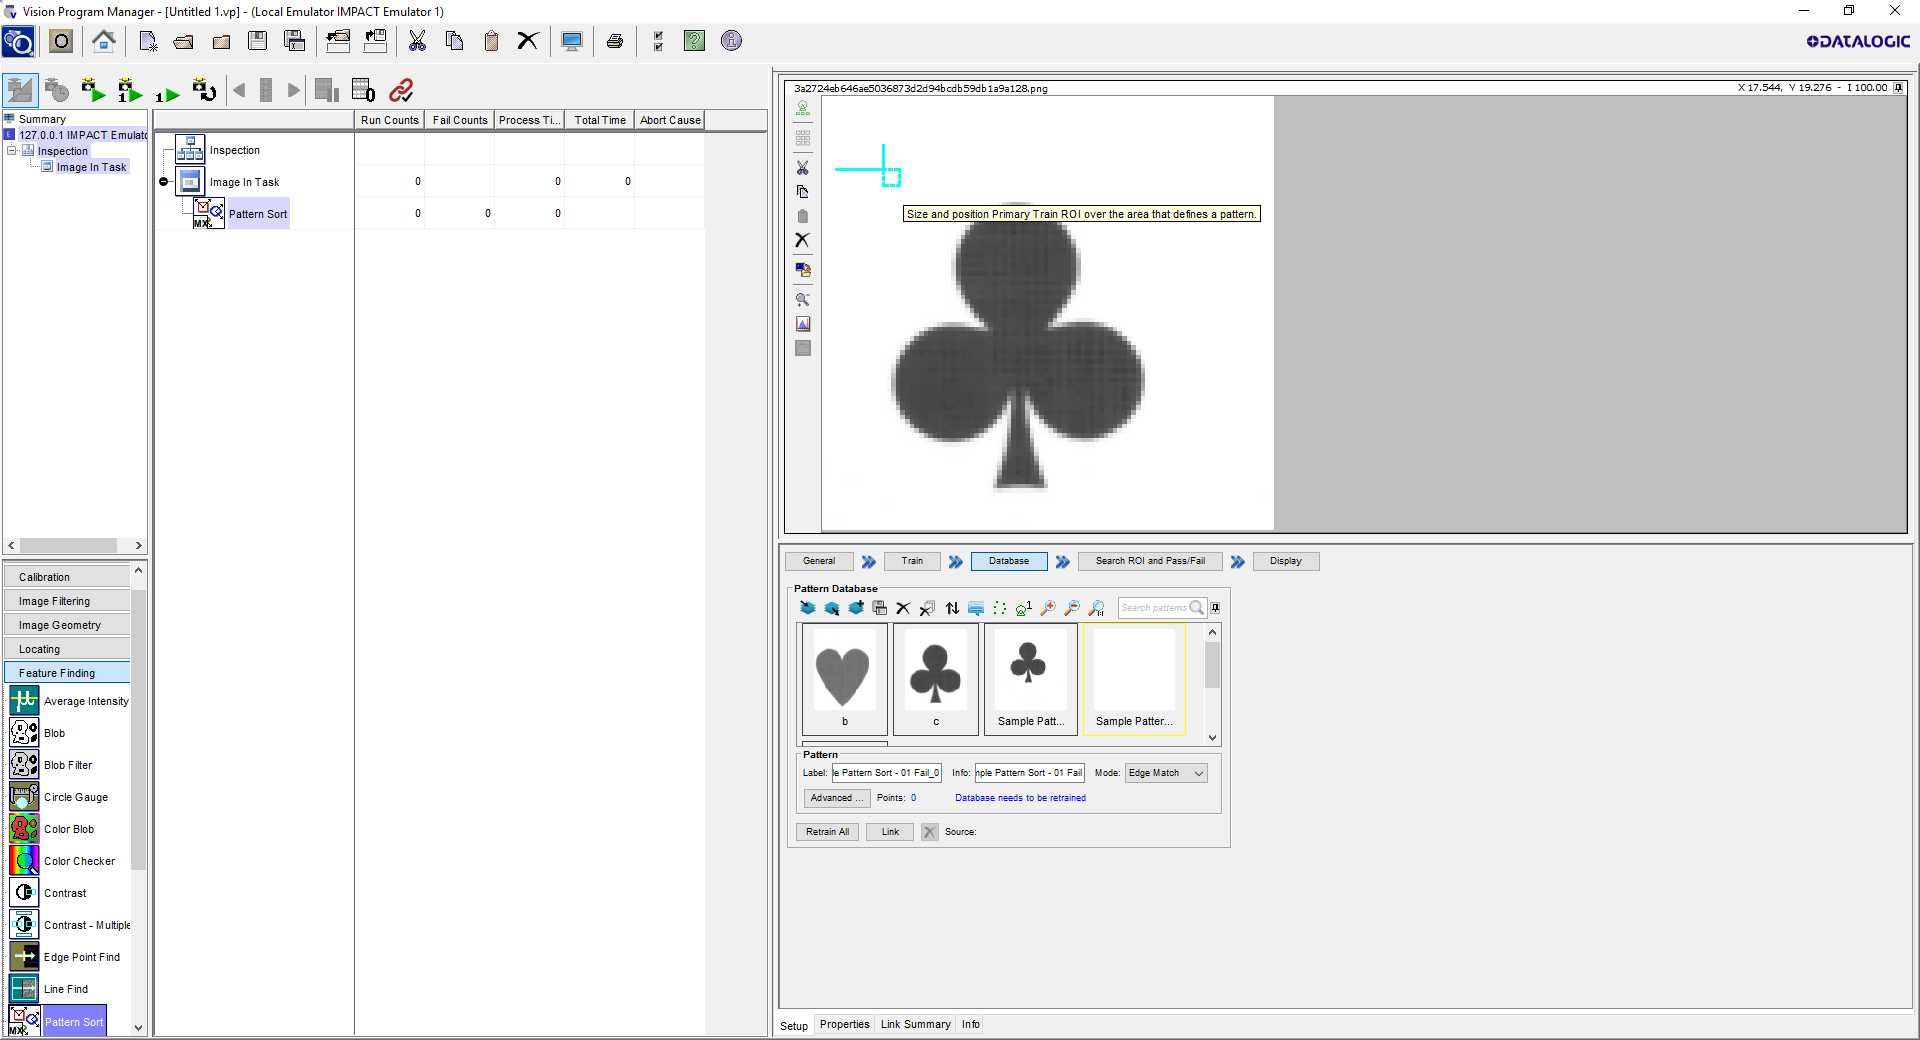 Vision Program Manager - [Untitled 1.vp] - (Local Emulator IMPACT Emulator 1)
DATALOGIC
Summary
127.0.0.1 IMPACT Emulato
Inspection
Image In Task
Run Counts Fail Counts Process Ti... Total Time Abort Cause
Inspection
Image In Task 0 0 0
Pattern Sort 0 0 0
3a2724eb646ae5036873d2d94bcdb59db1a9a128.png
X 17.544, Y 19.276 - I 100.00
Size and position Primary Train ROI over the area that defines a pattern.
Calibration
Image Filtering
Image Geometry
Locating
Feature Finding
Average Intensity
Blob
Blob Filter
Circle Gauge
Color Blob
Color Checker
Contrast
Contrast - Multiple
Edge Point Find
Line Find
Pattern Sort
General Train Database Search ROI and Pass/Fail Display
Pattern Database
Search patterns
b c Sample Patt... Sample Patter...
Pattern
Label: le Pattern Sort - 01 Fail_0 Info: nple Pattern Sort - 01 Fail Mode: Edge Match
Advanced ... Points: 0 Database needs to be retrained
Retrain All Link Source:
Setup Properties Link Summary Info